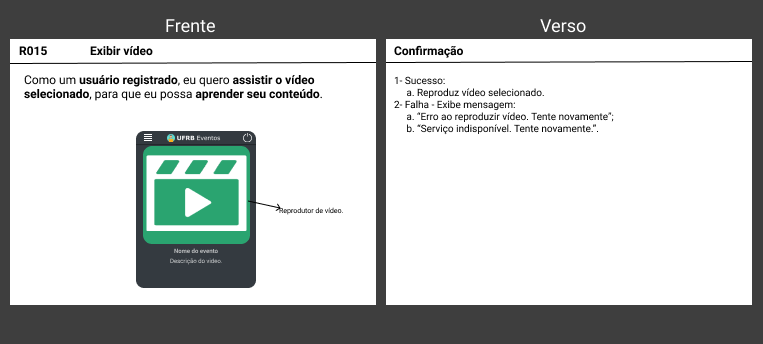 Frente
Verso
R015 Exibir vídeo
Como um usuário registrado, eu quero assistir o vídeo
selecionado, para que eu possa aprender seu conteúdo.
UFRB Eventos
Reprodutor de vídeo.
Nome do evento
Descrição do vídeo.
Confirmação
1- Sucesso:
a. Reproduz vídeo selecionado.
2- Falha - Exibe mensagem:
a. “Erro ao reproduzir vídeo. Tente novamente”;
b. “Serviço indisponível. Tente novamente.”.